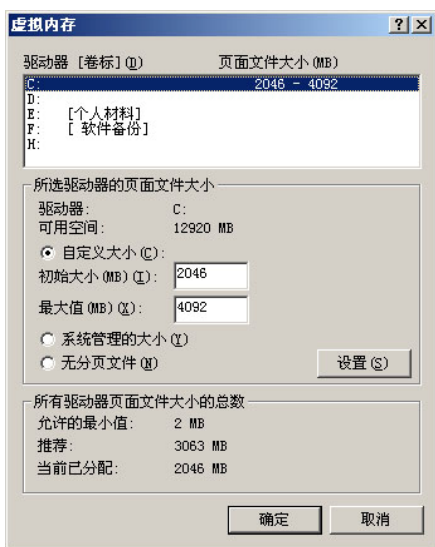 虚拟内存
驱动器 [卷标](D) 页面文件大小(MB)
C: 2046 - 4092
D:
E: [个人材料]
F: [ 软件备份]
H:
所选驱动器的页面文件大小
驱动器: C:
可用空间: 12920 MB
自定义大小(C):
初始大小(MB)(I): 2046
最大值(MB)(X): 4092
系统管理的大小(Y)
无分页文件(N) 设置(S)
所有驱动器页面文件大小的总数
允许的最小值: 2 MB
推荐: 3063 MB
当前已分配: 2046 MB
确定 取消